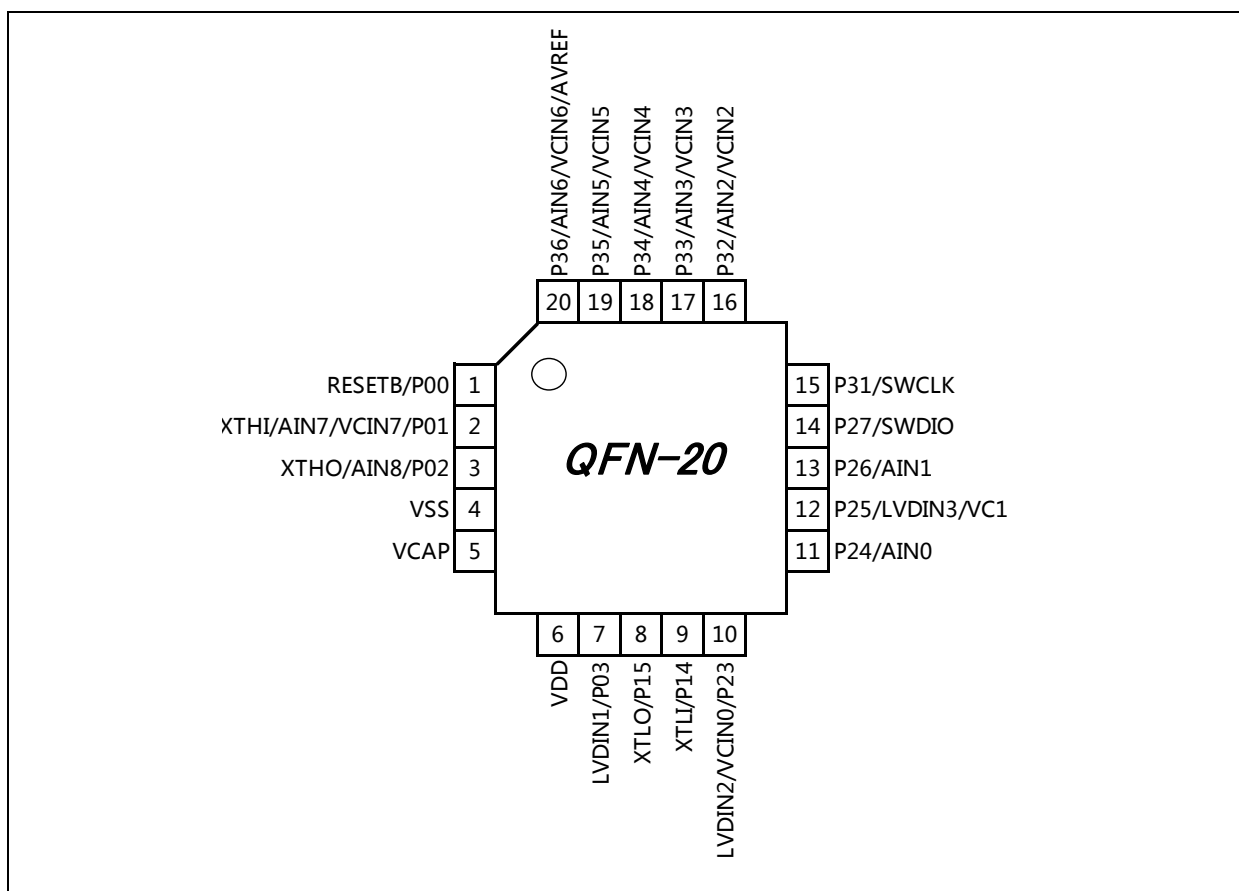 P36/AIN6/VCIN6/AVREF
P35/AIN5/VCIN5
P34/AIN4/VCIN4
P33/AIN3/VCIN3
P32/AIN2/VCIN2
20 19 18 17 16
RESETB/P00 1
XTHI/AIN7/VCIN7/P01 2
XTHO/AIN8/P02 3
VSS 4
VCAP 5
QFN-20
15 P31/SWCLK
14 P27/SWDIO
13 P26/AIN1
12 P25/LVDIN3/VC1
11 P24/AIN0
6 7 8 9 10
VDD
LVDIN1/P03
XTLO/P15
XTLI/P14
LVDIN2/VCIN0/P23